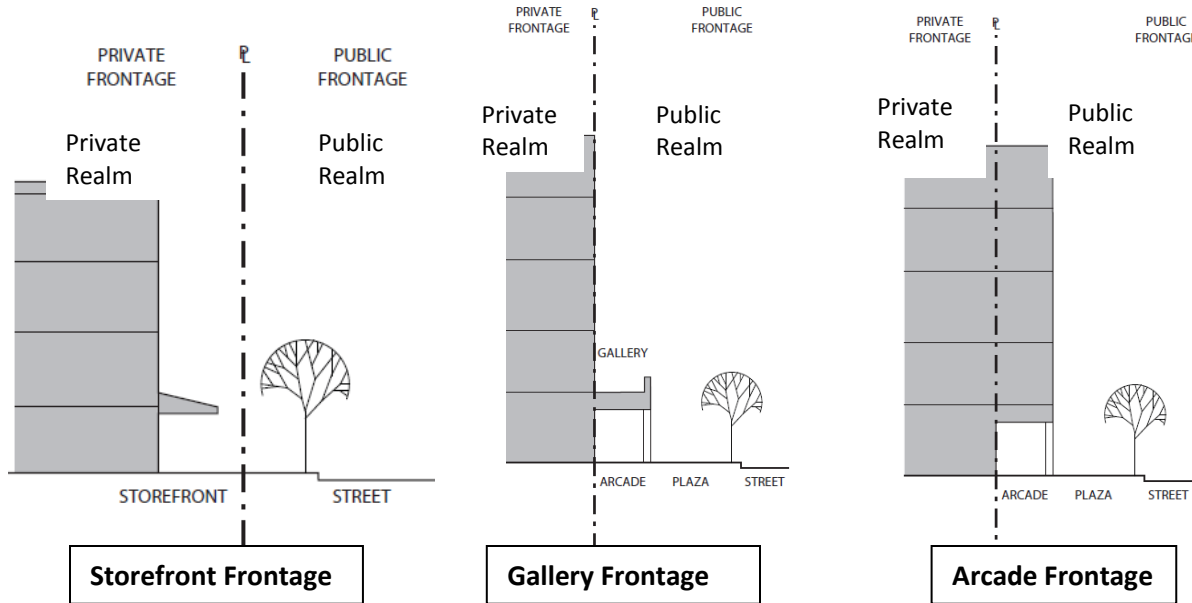 PRIVATE
FRONTAGE
PL
PUBLIC
FRONTAGE
Private
Realm
Public
Realm
STOREFRONT
STREET
Storefront Frontage
PRIVATE
FRONTAGE
PL
PUBLIC
FRONTAGE
Private
Realm
Public
Realm
GALLERY
ARCADE
PLAZA
STREET
Gallery Frontage
PRIVATE
FRONTAGE
PL
PUBLIC
FRONTAGE
Private
Realm
Public
Realm
ARCADE
PLAZA
STREET
Arcade Frontage